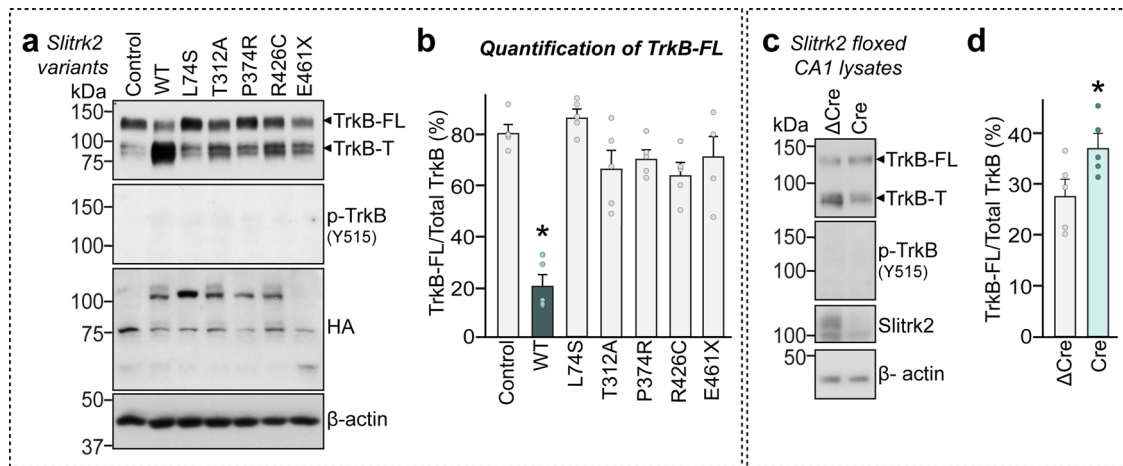 a
Slitrk2
variants
Control
WT
L74S
T312A
P374R
R426C
E461X
kDa
150
100
75
TrkB-FL
TrkB-T
150
100
p-TrkB
(Y515)
100
75
HA
50
37
β-actin
b
Quantification of TrkB-FL
TrkB-FL/Total TrkB (%)
80
60
40
20
0
*
Control
WT
L74S
T312A
P374R
R426C
E461X
c
Slitrk2 floxed
CA1 lysates
ΔCre
Cre
kDa
150
100
TrkB-FL
TrkB-T
100
p-TrkB
(Y515)
100
Slitrk2
50
β- actin
d
TrkB-FL/Total TrkB (%)
40
30
20
10
0
*
ΔCre
Cre